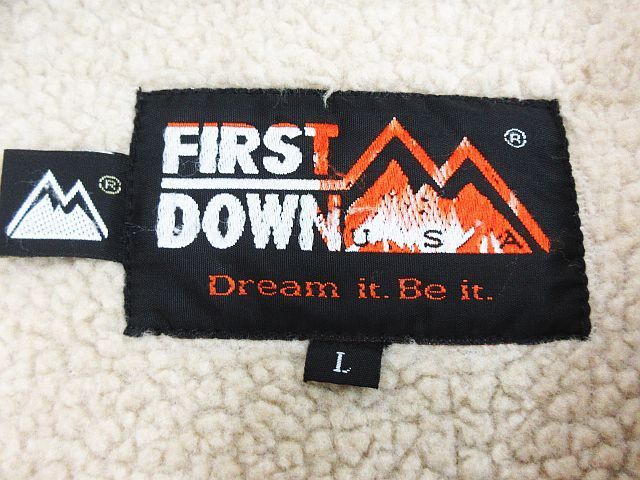 FIRST
DOWN
USA
®
Dream it. Be it.
®
L